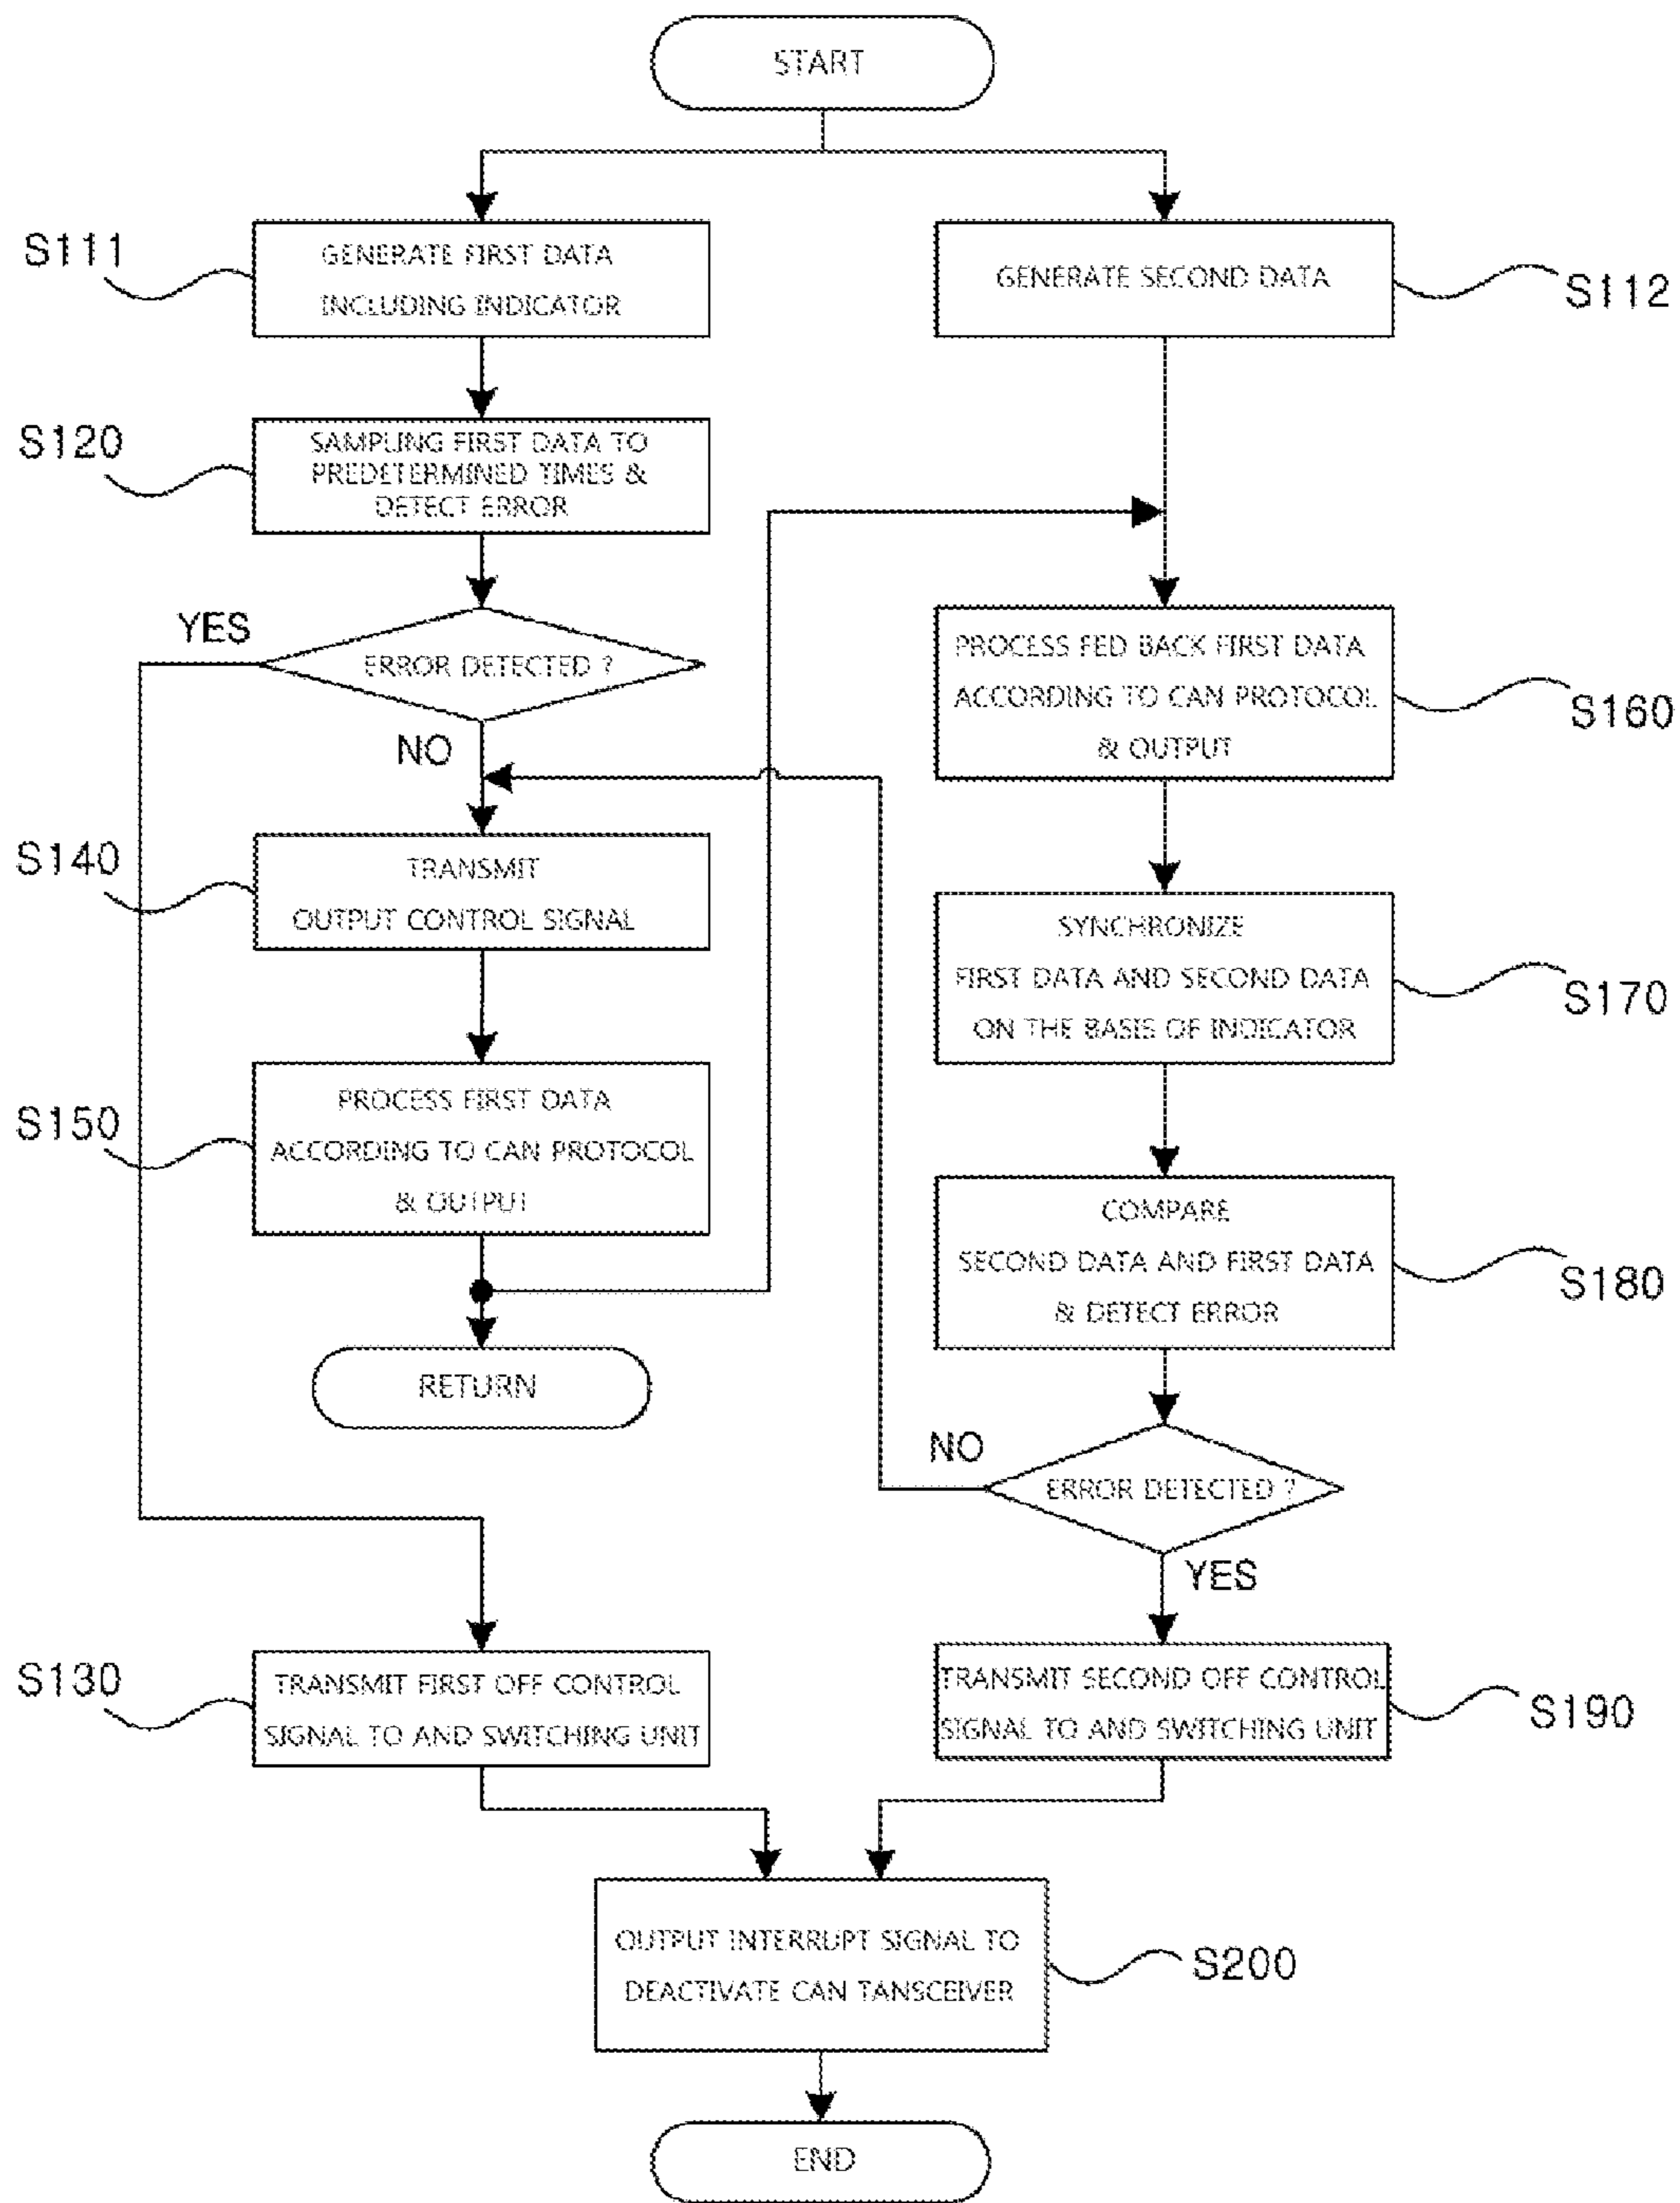 START
S111
GENERATE FIRST DATA
INCLUDING INDICATOR
GENERATE SECOND DATA
S112
S120
SAMPLING FIRST DATA TO
PREDETERMINED TIMES &
DETECT ERROR
YES
ERROR DETECTED ?
NO
PROCESS FED BACK FIRST DATA
ACCORDING TO CAN PROTOCOL
& OUTPUT
S160
S140
TRANSMIT
OUTPUT CONTROL SIGNAL
SYNCHRONIZE
FIRST DATA AND SECOND DATA
ON THE BASIS OF INDICATOR
S170
S150
PROCESS FIRST DATA
ACCORDING TO CAN PROTOCOL
& OUTPUT
COMPARE
SECOND DATA AND FIRST DATA
& DETECT ERROR
S180
RETURN
NO
ERROR DETECTED ?
YES
S130
TRANSMIT FIRST OFF CONTROL
SIGNAL TO AND SWITCHING UNIT
TRANSMIT SECOND OFF CONTROL
SIGNAL TO AND SWITCHING UNIT
S190
OUTPUT INTERRUPT SIGNAL TO
DEACTIVATE CAN TANSCEIVER
S200
END